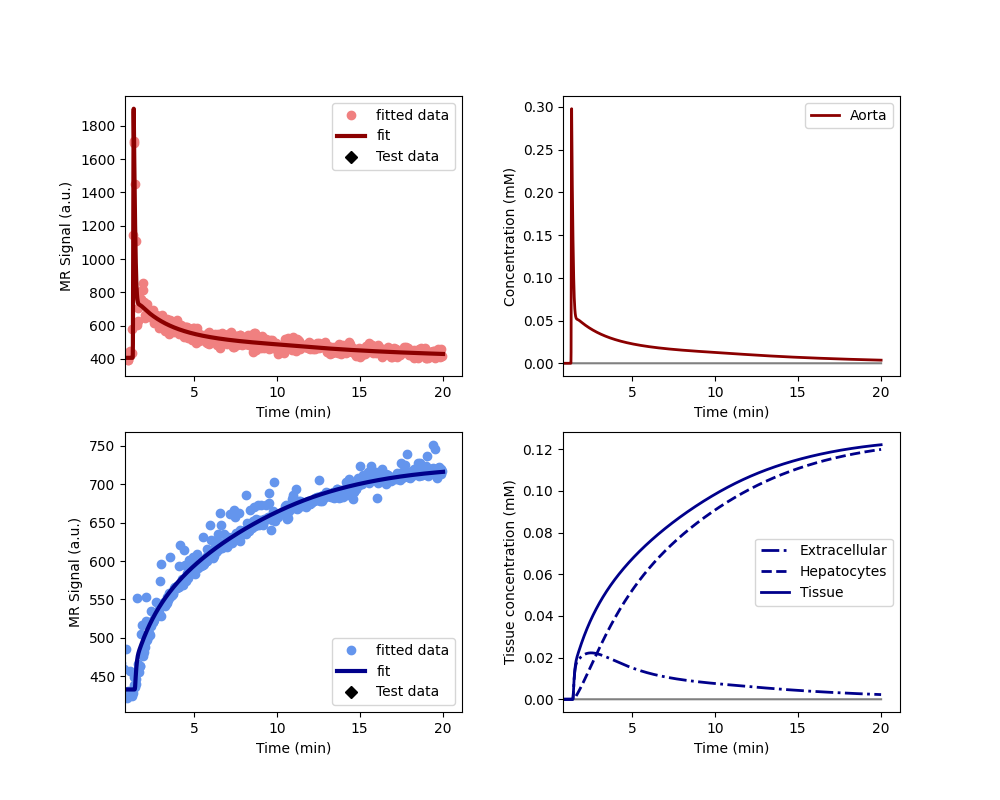 1800
1600
1400
1200
1000
800
600
400
MR Signal (a.u.)
5
10
15
20
Time (min)
fitted data
fit
Test data
0.30
0.25
0.20
0.15
0.10
0.05
0.00
Concentration (mM)
5
10
15
20
Time (min)
Aorta
750
700
650
600
550
500
450
MR Signal (a.u.)
5
10
15
20
Time (min)
fitted data
fit
Test data
0.12
0.10
0.08
0.06
0.04
0.02
0.00
Tissue concentration (mM)
5
10
15
20
Time (min)
Extracellular
Hepatocytes
Tissue